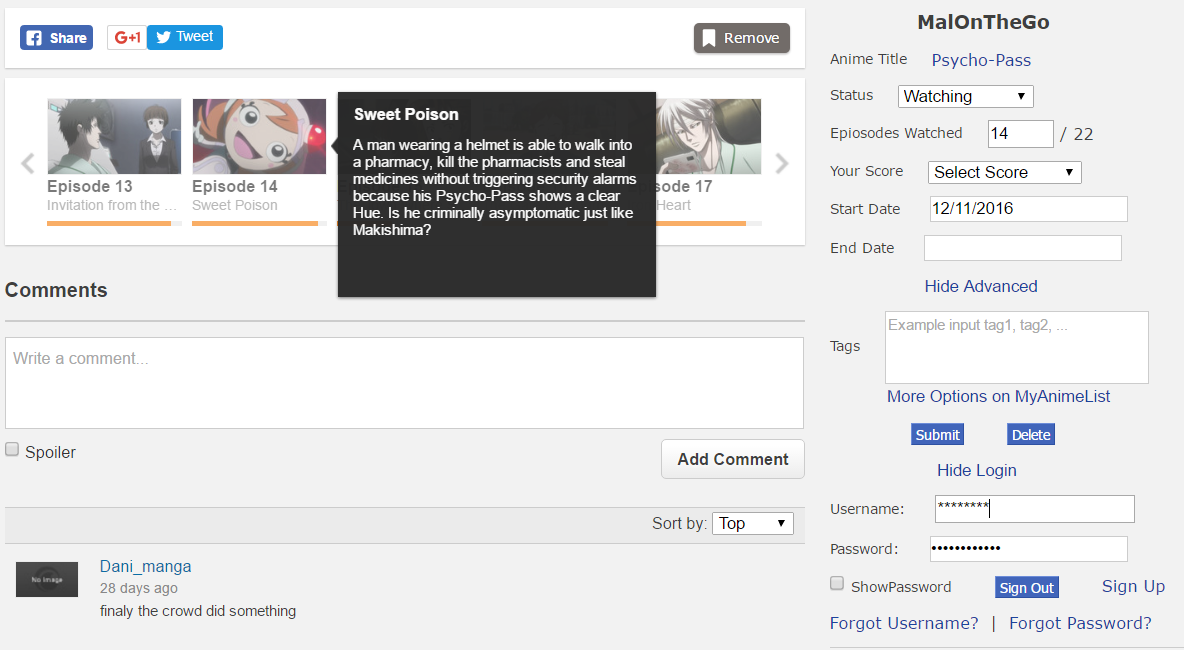 Share
G+1
Tweet
Remove
Episode 13
Invitation from the ...
Episode 14
Sweet Poison
Sweet Poison
A man wearing a helmet is able to walk into
a pharmacy, kill the pharmacists and steal
medicines without triggering security alarms
because his Psycho-Pass shows a clear
Hue. Is he criminally asymptomatic just like
Makishima?
sode 17
Heart
Comments
Write a comment...
Spoiler
Add Comment
Sort by: Top
No Image
Dani_manga
28 days ago
finaly the crowd did something
MalOnTheGo
Anime Title Psycho-Pass
Status Watching
Epiosodes Watched 14 / 22
Your Score Select Score
Start Date 12/11/2016
End Date
Hide Advanced
Tags Example input tag1, tag2, ...
More Options on MyAnimeList
Submit Delete
Hide Login
Username: ********
Password: ••••••••••••
ShowPassword Sign Out Sign Up
Forgot Username? | Forgot Password?